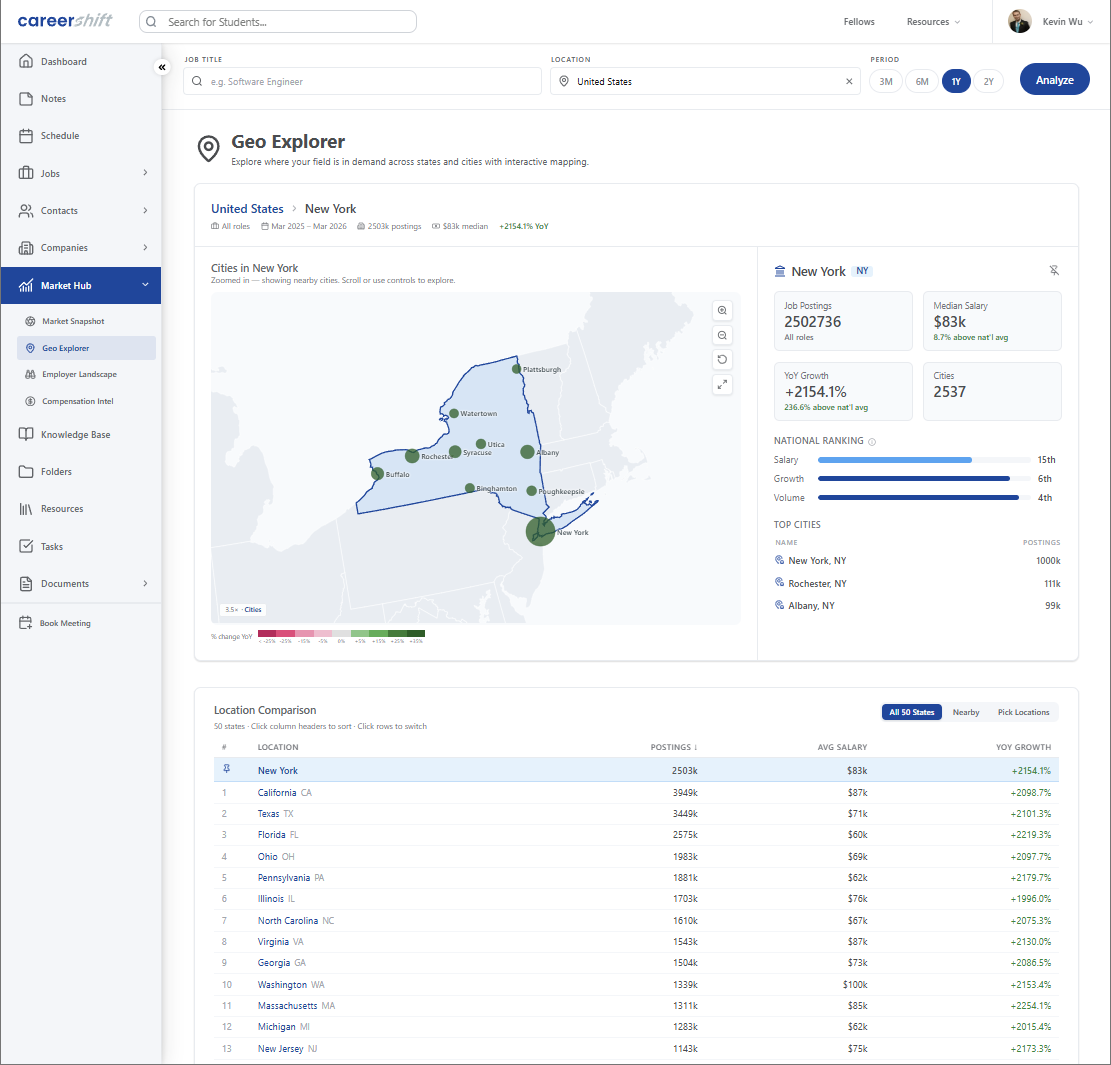 careershift
Search for Students...
Fellows
Resources
Kevin Wu
Dashboard
Notes
Schedule
Jobs
Contacts
Companies
Market Hub
Market Snapshot
Geo Explorer
Employer Landscape
Compensation Intel
Knowledge Base
Folders
Resources
Tasks
Documents
Book Meeting
JOB TITLE
e.g. Software Engineer
LOCATION
United States
PERIOD
3M 6M 1Y 2Y
Analyze
Geo Explorer
Explore where your field is in demand across states and cities with interactive mapping.
United States › New York
All roles Mar 2025 – Mar 2026 2503k postings $83k median +2154.1% YoY
Cities in New York
Zoomed in — showing nearby cities. Scroll or use controls to explore.
Plattsburgh
Watertown
Utica
Rochester
Syracuse
Albany
Buffalo
Binghamton
Poughkeepsie
New York
3.5× · Cities
% change YoY
< -25% -25% -15% -5% 0% +5% +15% +25% +35%
New York NY
Job Postings
2502736
All roles
Median Salary
$83k
8.7% above nat'l avg
YoY Growth
+2154.1%
236.6% above nat'l avg
Cities
2537
NATIONAL RANKING
Salary 15th
Growth 6th
Volume 4th
TOP CITIES
NAME POSTINGS
New York, NY 1000k
Rochester, NY 111k
Albany, NY 99k
Location Comparison
50 states · Click column headers to sort · Click rows to switch
All 50 States Nearby Pick Locations
# LOCATION POSTINGS ↓ AVG SALARY YOY GROWTH
New York 2503k $83k +2154.1%
1 California CA 3949k $87k +2098.7%
2 Texas TX 3449k $71k +2101.3%
3 Florida FL 2575k $60k +2219.3%
4 Ohio OH 1983k $69k +2097.7%
5 Pennsylvania PA 1881k $62k +2179.7%
6 Illinois IL 1703k $76k +1996.0%
7 North Carolina NC 1610k $67k +2075.3%
8 Virginia VA 1543k $87k +2130.0%
9 Georgia GA 1504k $73k +2086.5%
10 Washington WA 1339k $100k +2153.4%
11 Massachusetts MA 1311k $85k +2254.1%
12 Michigan MI 1283k $62k +2015.4%
13 New Jersey NJ 1143k $75k +2173.3%